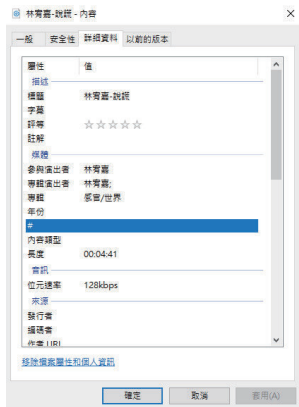 林宥嘉-說謊 - 內容
一般 安全性 詳細資料 以前的版本
屬性 值
描述
標題 林宥嘉-說謊
字幕
評等 ☆☆☆☆☆
註解
媒體
參與演出者 林宥嘉
專輯演出者 林宥嘉;
專輯 感官/世界
年份
#
內容類型
長度 00:04:41
音訊
位元速率 128kbps
來源
發行者
編碼者
作者 URL
移除檔案屬性和個人資訊
確定 取消 套用(A)